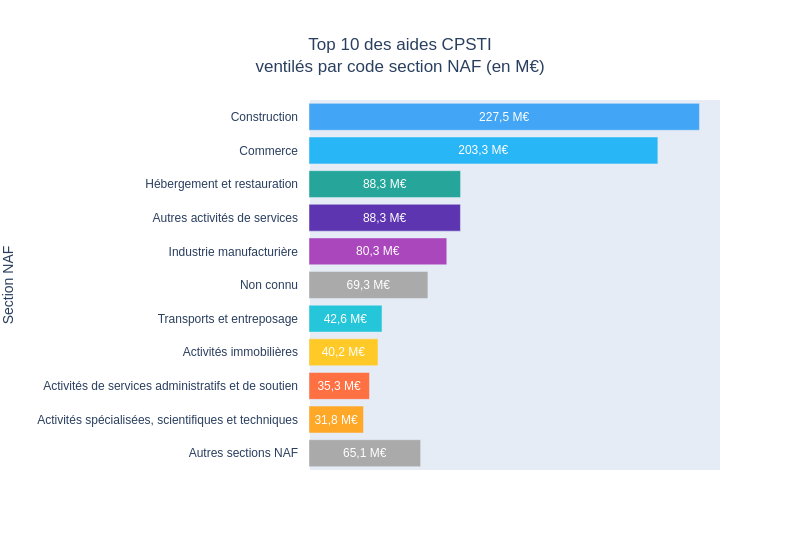 Top 10 des aides CPSTI
ventilés par code section NAF (en M€)
Section NAF
Construction 227,5 M€
Commerce 203,3 M€
Hébergement et restauration 88,3 M€
Autres activités de services 88,3 M€
Industrie manufacturière 80,3 M€
Non connu 69,3 M€
Transports et entreposage 42,6 M€
Activités immobilières 40,2 M€
Activités de services administratifs et de soutien 35,3 M€
Activités spécialisées, scientifiques et techniques 31,8 M€
Autres sections NAF 65,1 M€